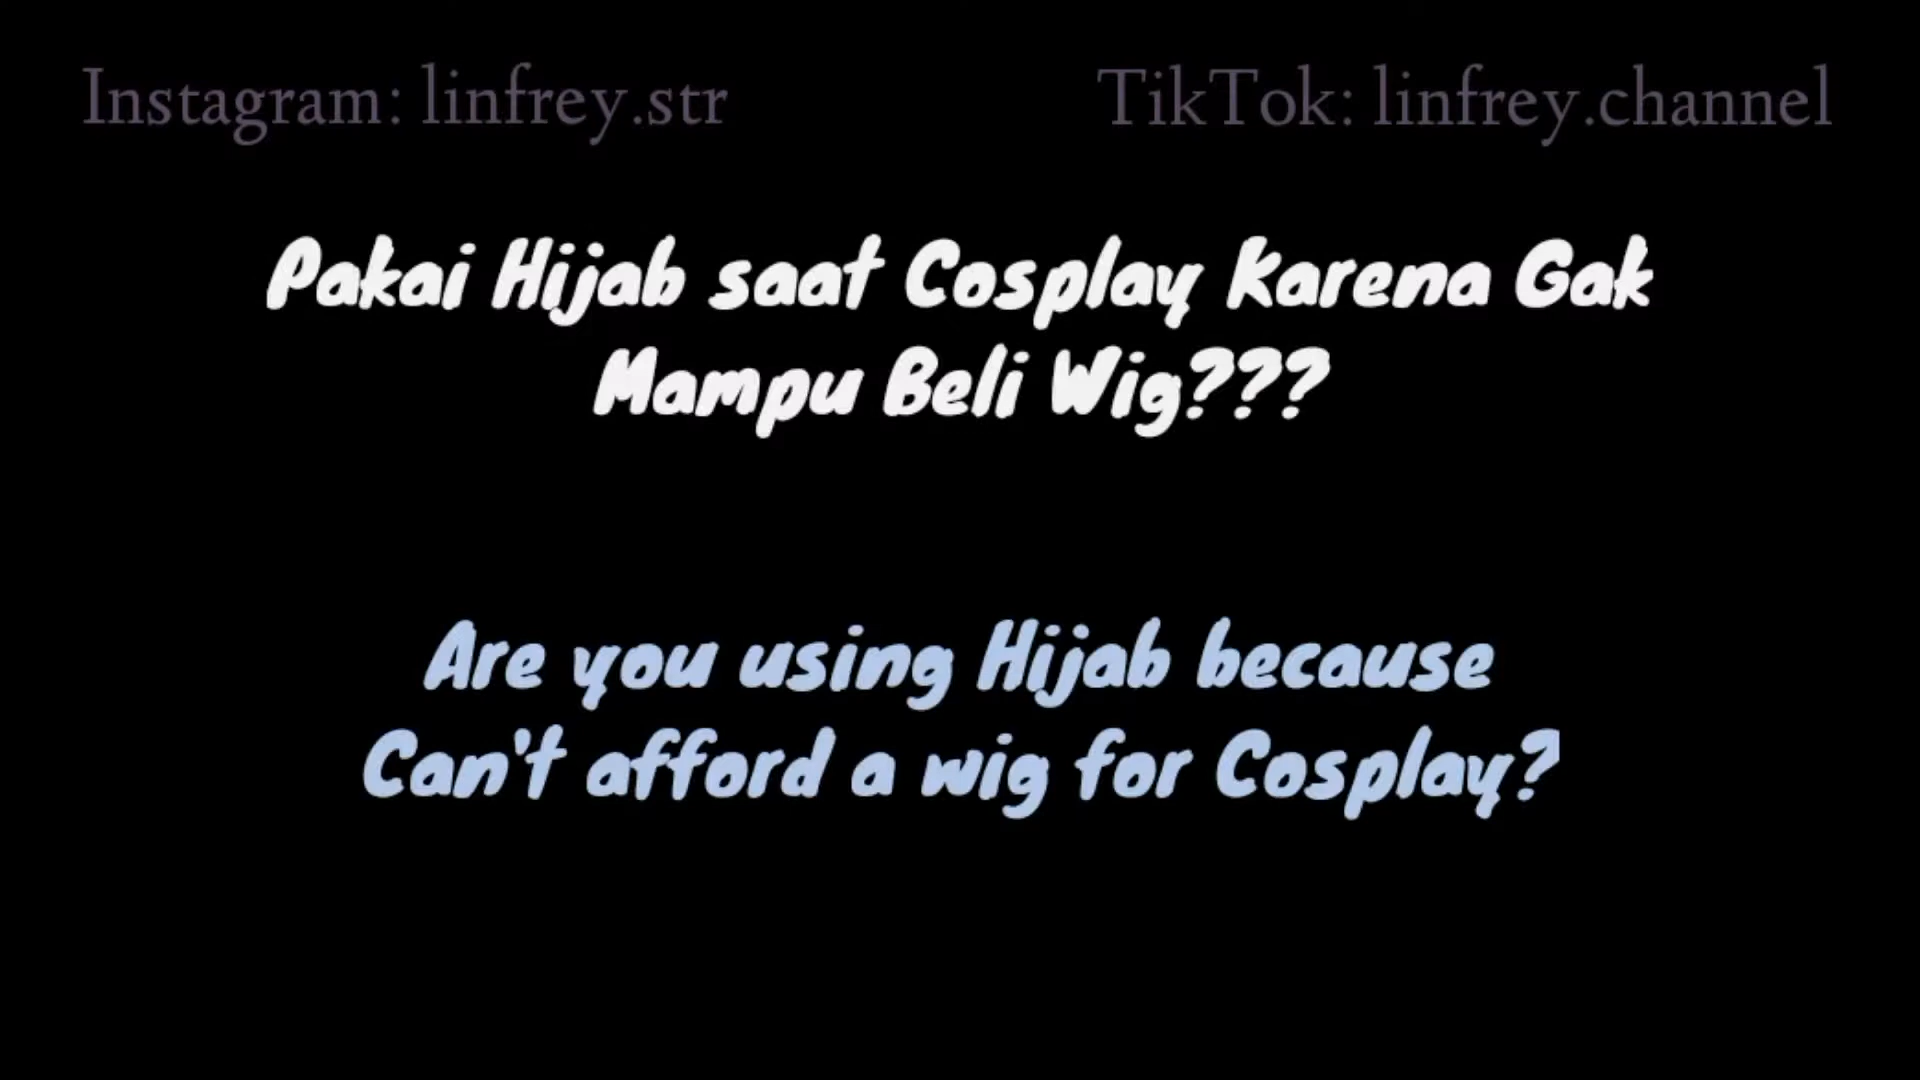 Instagram: linfrey.str
TikTok: linfrey.channel
Pakai Hijab saat Cosplay Karena Gak
Mampu Beli Wig???
Are you using Hijab because
Can't afford a wig for Cosplay?